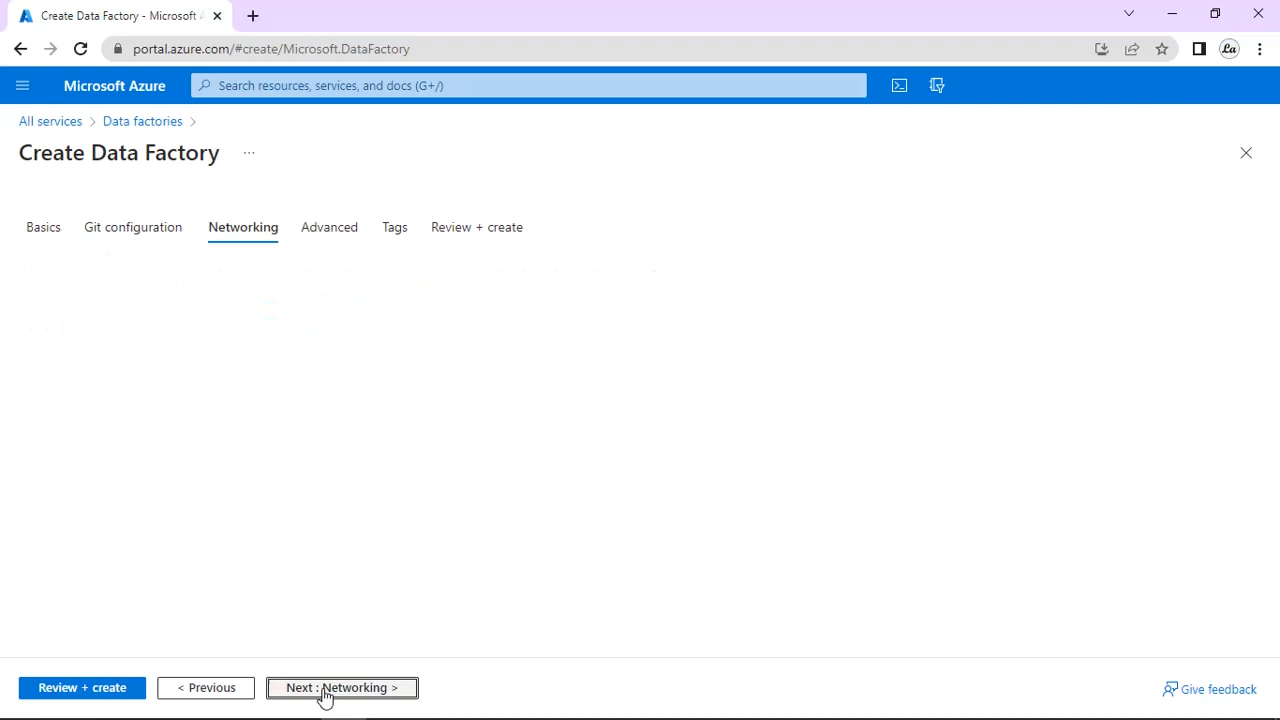 Create Data Factory - Microsoft A
portal.azure.com/#create/Microsoft.DataFactory
La
Microsoft Azure
Search resources, services, and docs (G+/)
All services > Data factories >
Create Data Factory ...
Basics Git configuration Networking Advanced Tags Review + create
Review + create < Previous Next : Networking > Give feedback